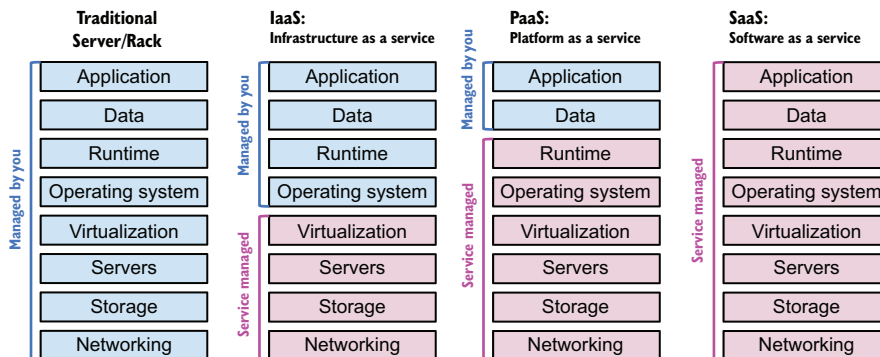 Traditional
Server/Rack
Managed by you
Application
Data
Runtime
Operating system
Virtualization
Servers
Storage
Networking
IaaS:
Infrastructure as a service
Managed by you
Application
Data
Runtime
Operating system
Service managed
Virtualization
Servers
Storage
Networking
PaaS:
Platform as a service
Managed by you
Application
Data
Service managed
Runtime
Operating system
Virtualization
Servers
Storage
Networking
SaaS:
Software as a service
Service managed
Application
Data
Runtime
Operating system
Virtualization
Servers
Storage
Networking